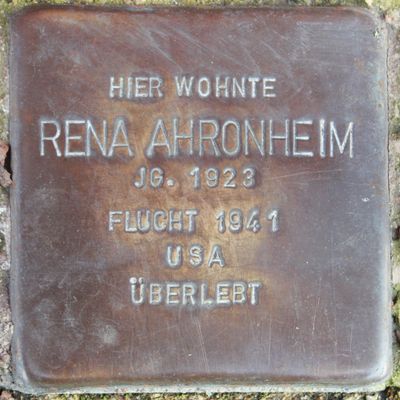 HIER WOHNTE
RENA AHRONHEIM
JG. 1923
FLUCHT 1941
USA
ÜBERLEBT